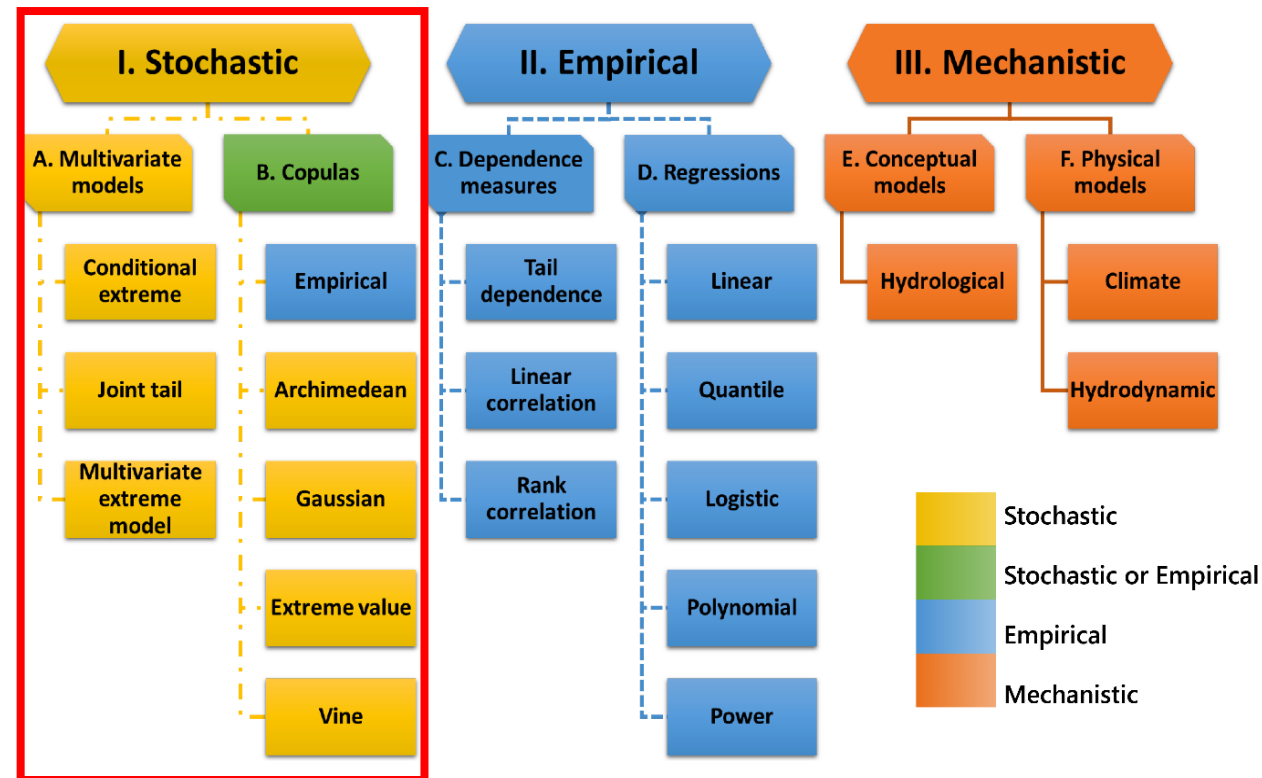 I. Stochastic
II. Empirical
III. Mechanistic
A. Multivariate
models
B. Copulas
C. Dependence
measures
D. Regressions
E. Conceptual
models
F. Physical
models
Conditional
extreme
Empirical
Tail
dependence
Linear
Hydrological
Climate
Joint tail
Archimedean
Linear
correlation
Quantile
Hydrodynamic
Multivariate
extreme
model
Gaussian
Rank
correlation
Logistic
Extreme value
Polynomial
Vine
Power
Stochastic
Stochastic or Empirical
Empirical
Mechanistic